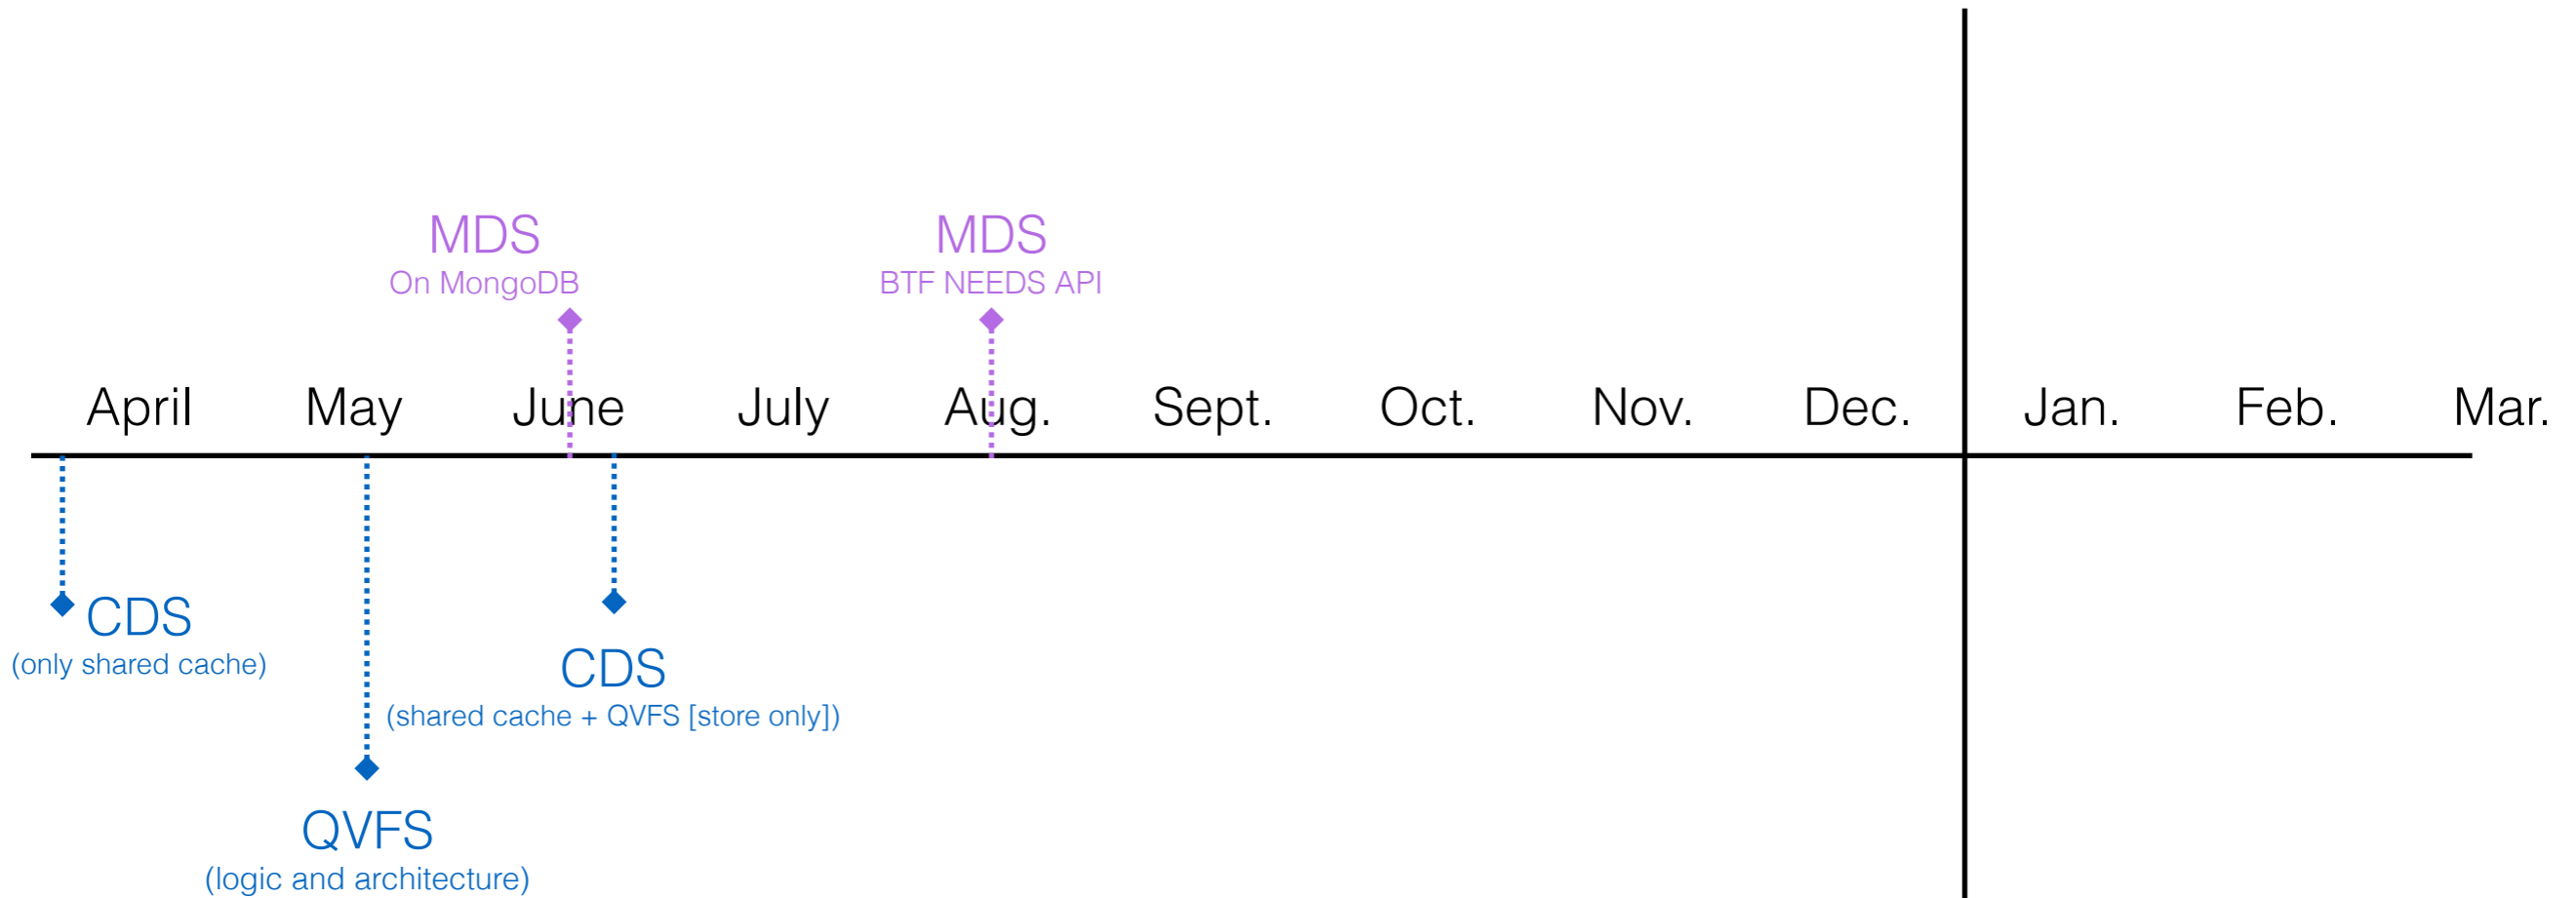 MDS
On MongoDB
MDS
BTF NEEDS API
April May June July Aug. Sept. Oct. Nov. Dec. Jan. Feb. Mar.
CDS
(only shared cache)
CDS
(shared cache + QVFS [store only])
QVFS
(logic and architecture)